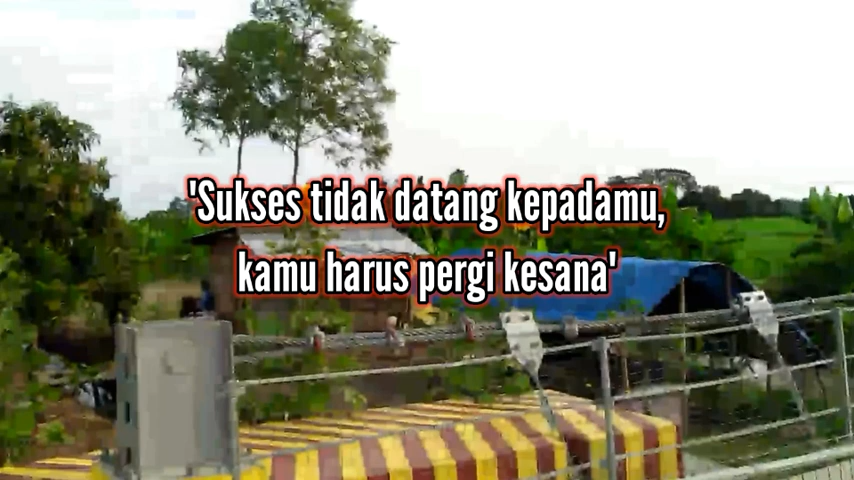 'Sukses tidak datang kepadamu,
kamu harus pergi kesana'